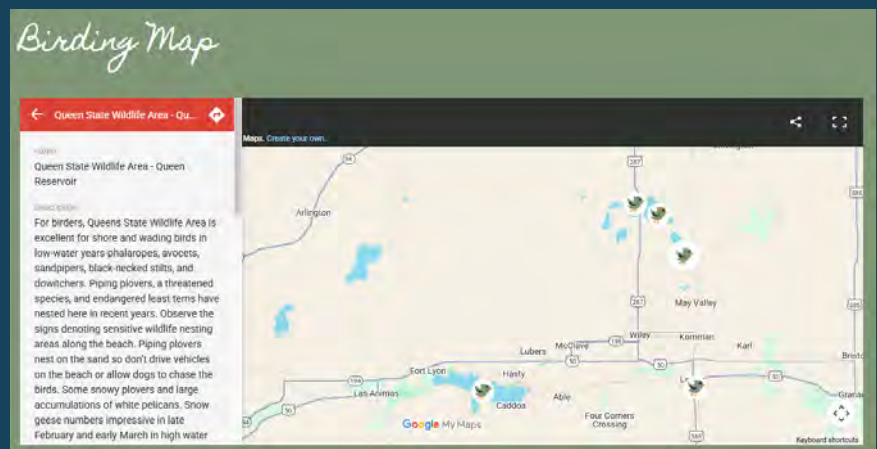 Birding Map
Queen State Wildlife Area - Qu...
Maps. Create your own.
Queen State Wildlife Area - Queen
Reservoir
description
For birders, Queens State Wildlife Area is
excellent for shore and wading birds in
low-water years-phalaropes, avocets,
sandpipers, black-necked stilts, and
dowitchers. Piping plovers, a threatened
species, and endangered least terns have
nested here in recent years. Observe the
signs denoting sensitive wildlife nesting
areas along the beach. Piping plovers
nest on the sand so don't drive vehicles
on the beach or allow dogs to chase the
birds. Some snowy plovers and large
accumulations of white pelicans. Snow
geese numbers impressive in late
February and early March in high water
94
287
Arlington
287
May Valley
196
Wiley
Kornman
McClave
Karl
Lubers
50
50
50
Fort Lyon
Hasty
194
Las Animas
Able
Caddoa
50
Four Corners
Crossing
Google My Maps
Keyboard shortcuts